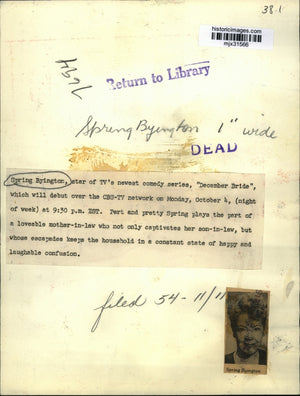 38.1
historicimages.com
mjx31566
7694
Return to Library
Spring Byington 1" wide
DEAD
Spring Byington, star of TV's newest comedy series, "December Bride",
which will debut over the CBS-TV network on Monday, October 4, (night
of week) at 9:30 p.m. EST. Pert and pretty Spring plays the part of
a loveable mother-in-law who not only captivates her son-in-law, but
whose escapades keeps the household in a constant state of happy and
laughable confusion.
filed 54-11/11
Spring Byington